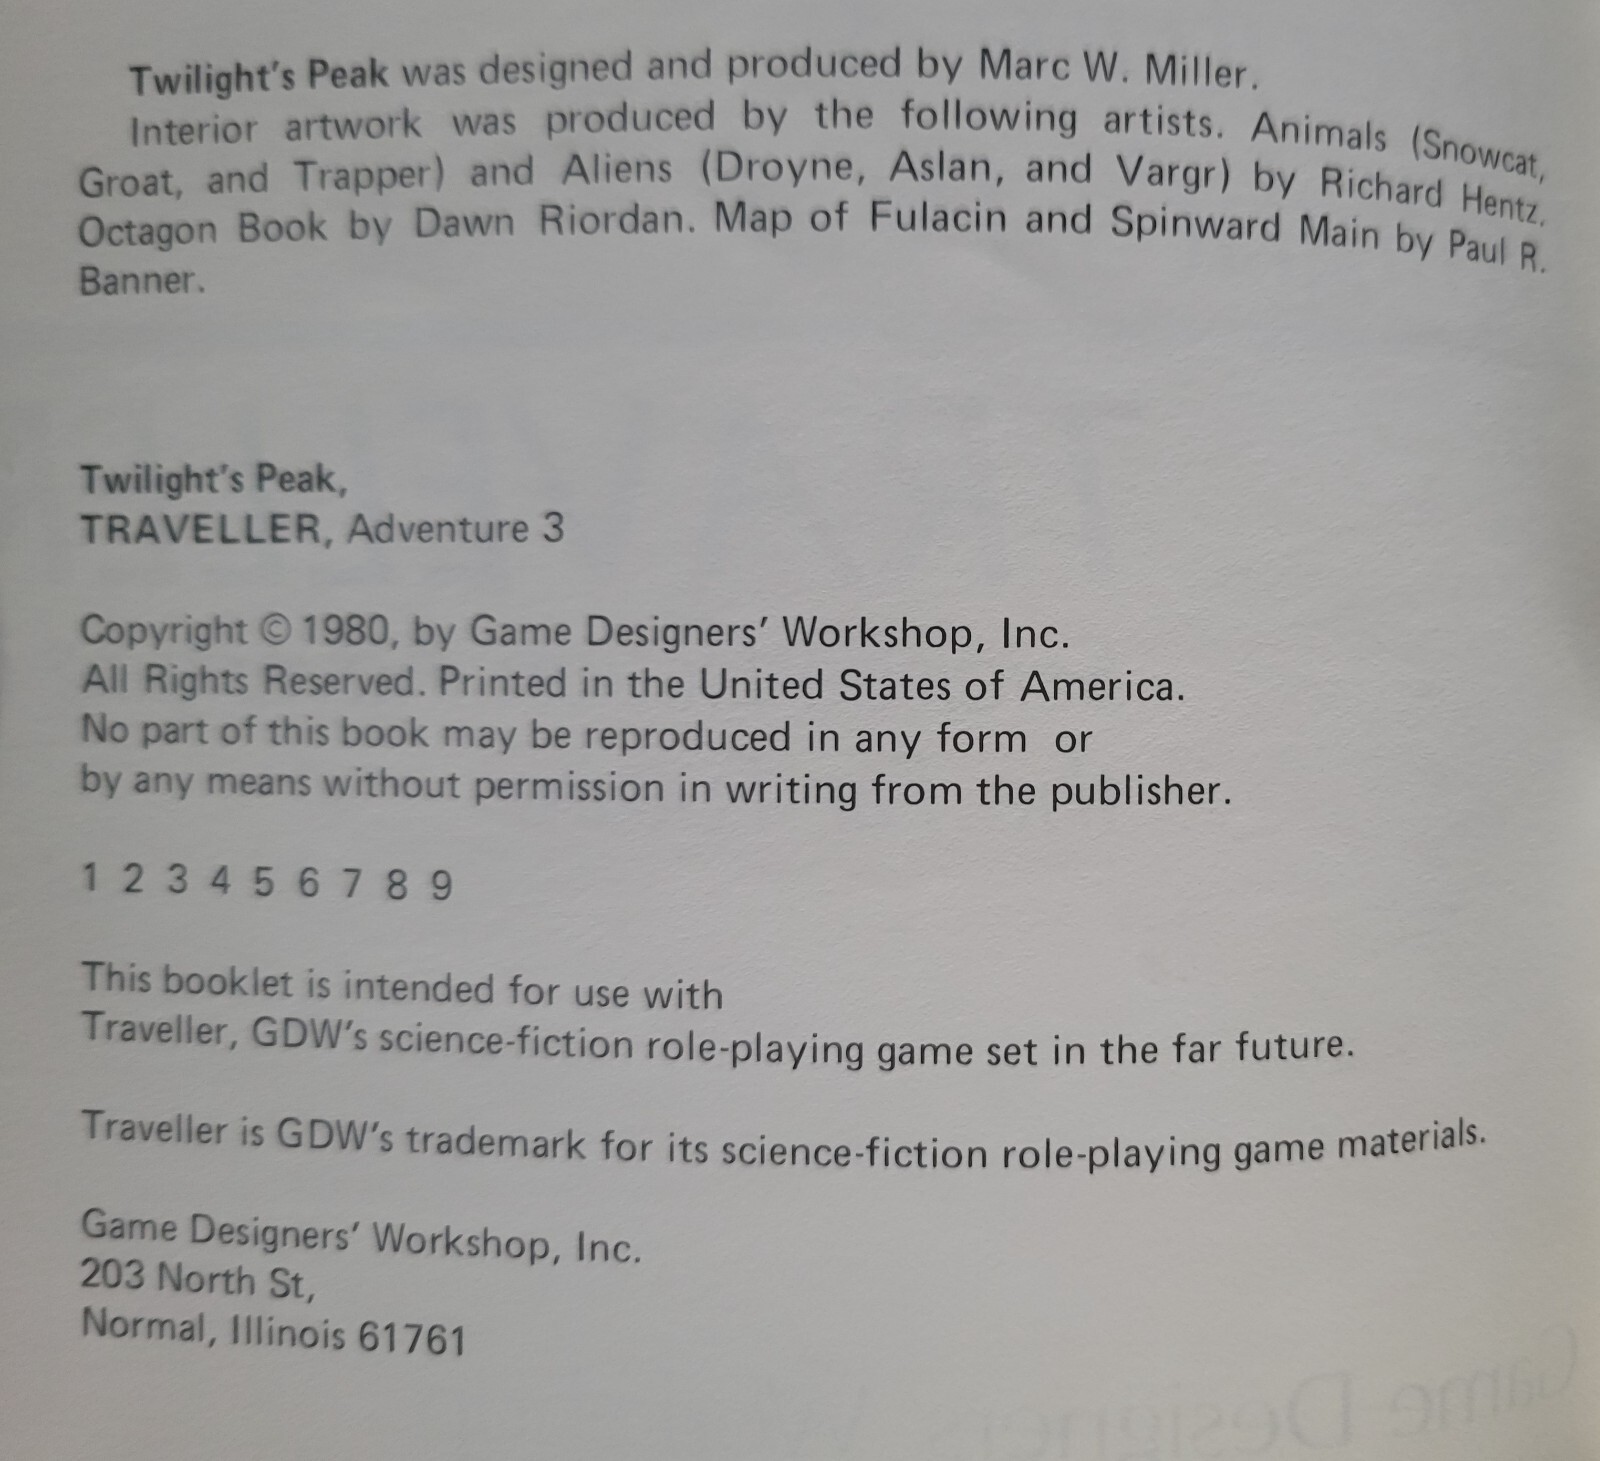 Twilight's Peak was designed and produced by Marc W. Miller.
Interior artwork was produced by the following artists. Animals (Snowcat,
Groat, and Trapper) and Aliens (Droyne, Aslan, and Vargr) by Richard Hentz.
Octagon Book by Dawn Riordan. Map of Fulacin and Spinward Main by Paul R.
Banner.
Twilight's Peak,
TRAVELLER, Adventure 3
Copyright © 1980, by Game Designers' Workshop, Inc.
All Rights Reserved. Printed in the United States of America.
No part of this book may be reproduced in any form or
by any means without permission in writing from the publisher.
1 2 3 4 5 6 7 8 9
This booklet is intended for use with
Traveller, GDW's science-fiction role-playing game set in the far future.
Traveller is GDW's trademark for its science-fiction role-playing game materials.
Game Designers' Workshop, Inc.
203 North St,
Normal, Illinois 61761
Game Designers